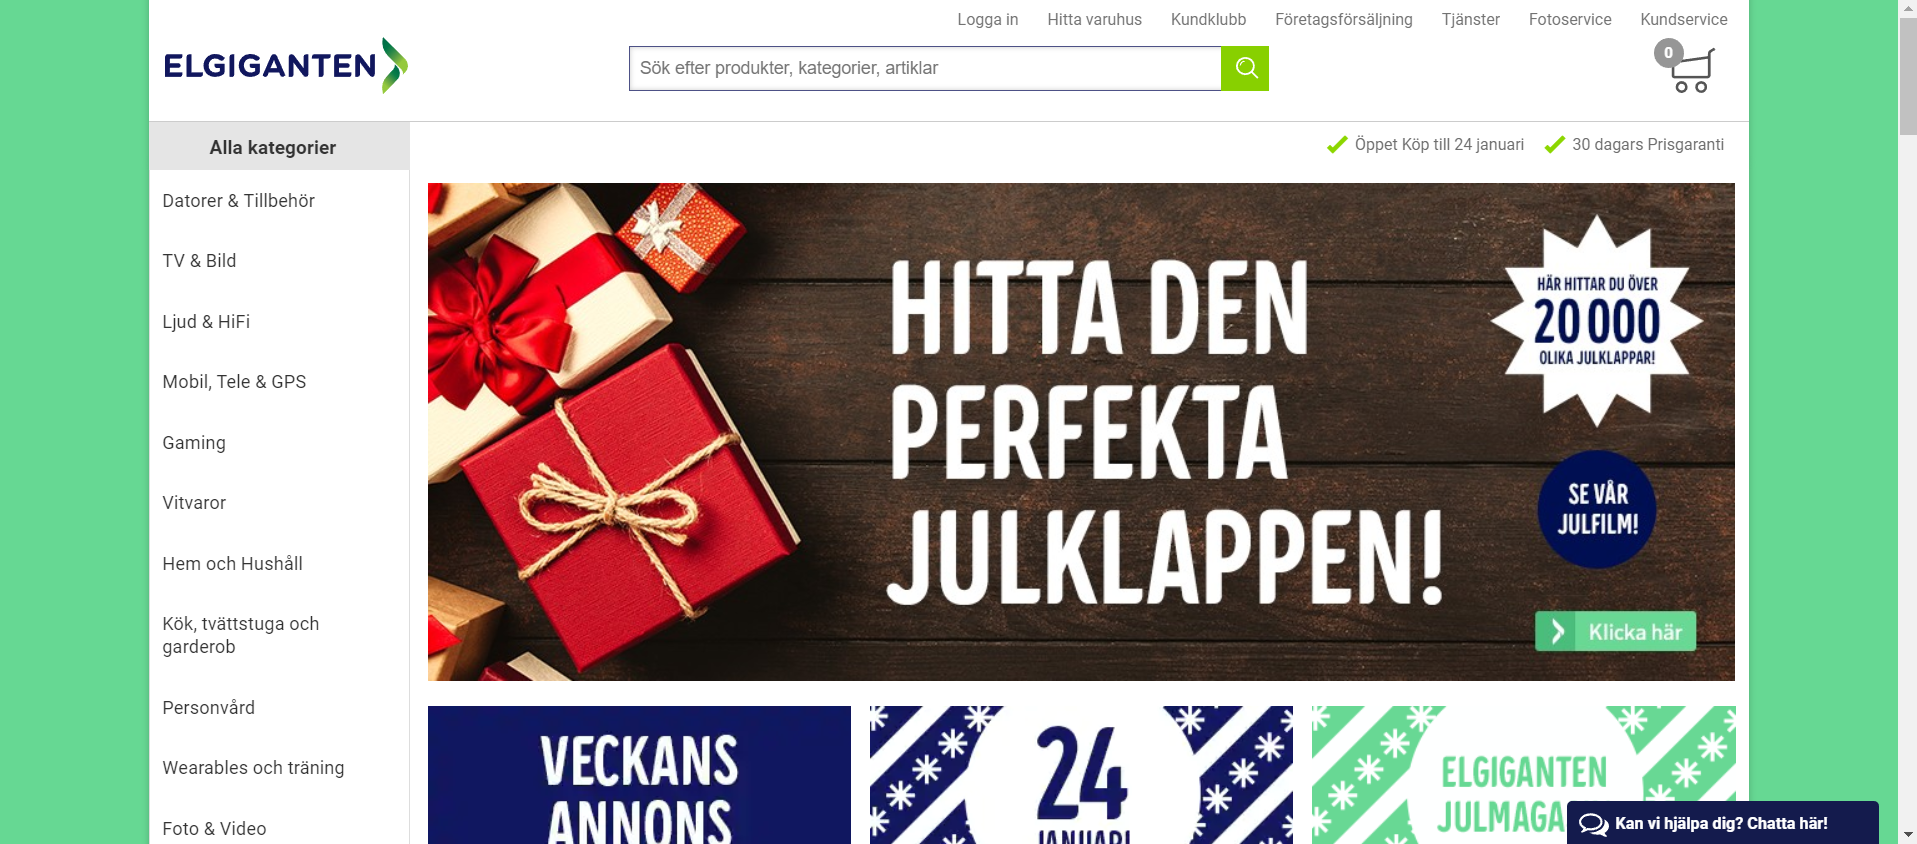 Logga in
Hitta varuhus
Kundklubb
Företagsförsäljning
Tjänster
Fotoservice
Kundservice
ELGIGANTEN
Sök efter produkter, kategorier, artiklar
0
Alla kategorier
Öppet Köp till 24 januari
30 dagars Prisgaranti
Datorer & Tillbehör
TV & Bild
Ljud & HiFi
Mobil, Tele & GPS
Gaming
Vitvaror
Hem och Hushåll
Kök, tvättstuga och
garderob
Personvård
Wearables och träning
Foto & Video
HITTA DEN
PERFEKTA
JULKLAPPEN!
HÄR HITTAR DU ÖVER
20 000
OLIKA JULKLAPPAR!
SE VÅR
JULFILM!
Klicka här
VECKANS
ANNONS
24
JANUARI
ELGIGANTEN
JULMAGA
Kan vi hjälpa dig? Chatta här!